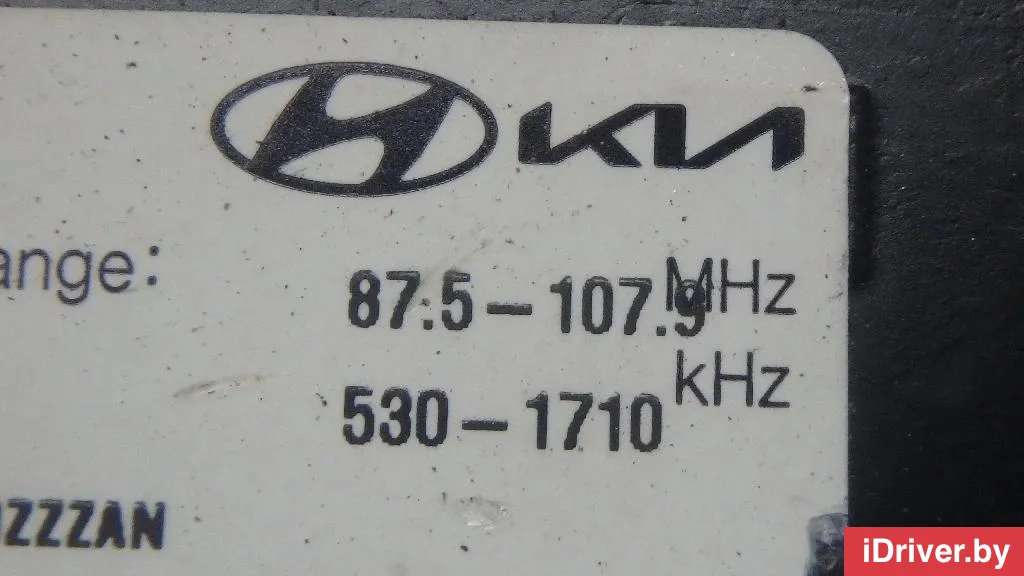 KIA
ange:
87.5-107.9 MHz
530-1710 kHz
ZZZAN
iDriver.by